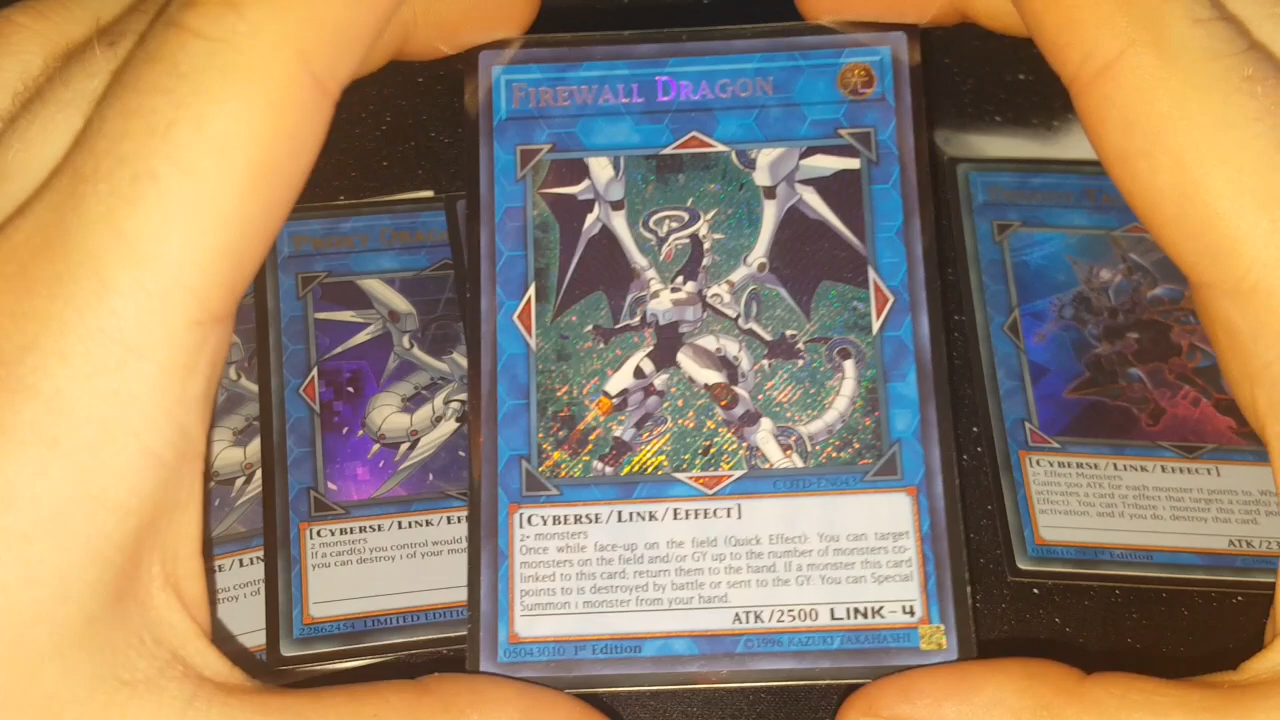 FIREWALL DRAGON
COTD-EN043
[CYBERSE/LINK/EFFECT]
2+ monsters
Once while face-up on the field (Quick Effect): You can target
monsters on the field and/or GY up to the number of monsters co-
linked to this card; return them to the hand. If a monster this card
points to is destroyed by battle or sent to the GY: You can Special
Summon 1 monster from your hand.
ATK/2500 LINK-4
05043010 1st Edition
©1996 KAZUKI TAKAHASHI
PROXY
[CYBERSE/LINK/EF
2 monsters
If a card(s) you control would
you can destroy 1 of your mon
22862454 LIMITED EDITIO
[CYBERSE/LINK/EFFECT]
2+ Effect Monsters
Gains 500 ATK for each monster it points to. Wh
activates a card or effect that targets a card(s) y
Effect): You can Tribute 1 monster this card po
activation, and if you do, destroy that card.
ATK/23
1st Edition